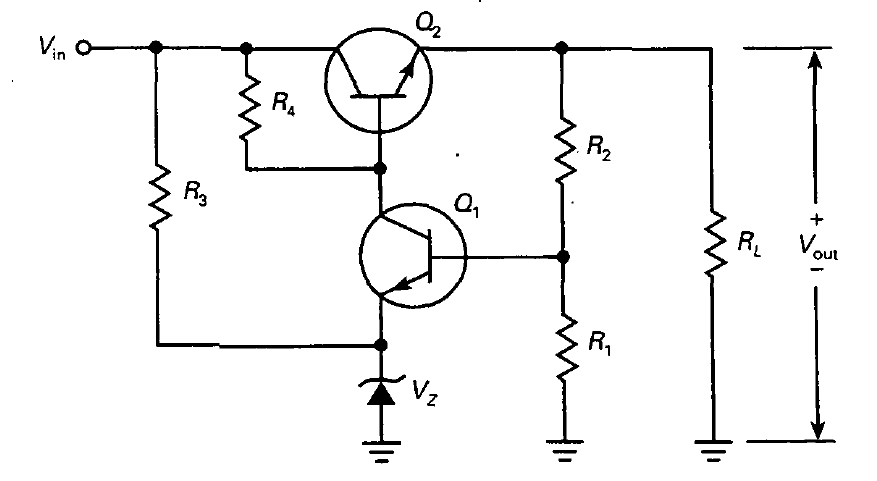 Q2
Vin
R4
R2
R3
Q1
+
RL
Vout
−
R1
VZ